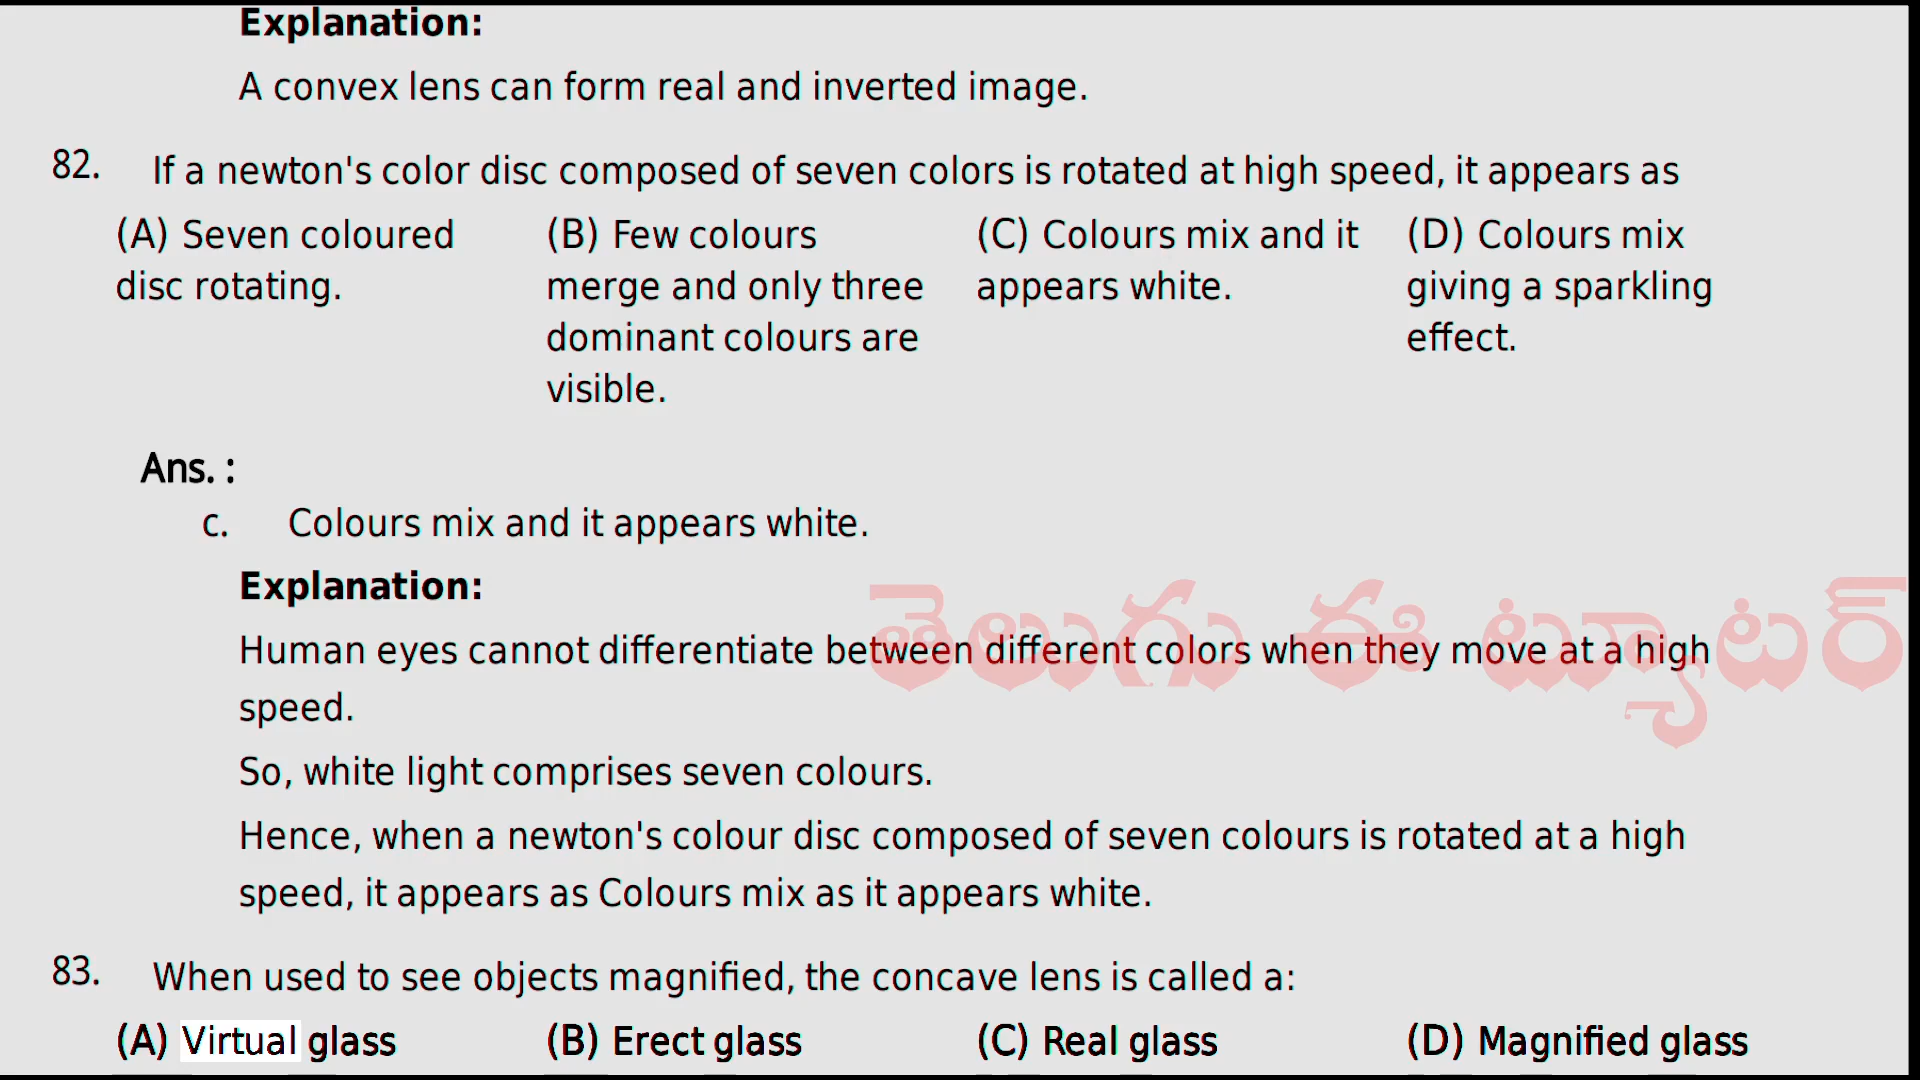 Explanation:
A convex lens can form real and inverted image.
82. If a newton's color disc composed of seven colors is rotated at high speed, it appears as
(A) Seven coloured disc rotating.
(B) Few colours merge and only three dominant colours are visible.
(C) Colours mix and it appears white.
(D) Colours mix giving a sparkling effect.
Ans. :
c. Colours mix and it appears white.
Explanation:
తెలుగు ఈ ట్యూటర్
Human eyes cannot differentiate between different colors when they move at a high
speed.
So, white light comprises seven colours.
Hence, when a newton's colour disc composed of seven colours is rotated at a high
speed, it appears as Colours mix as it appears white.
83. When used to see objects magnified, the concave lens is called a:
(A) Virtual glass (B) Erect glass (C) Real glass (D) Magnified glass